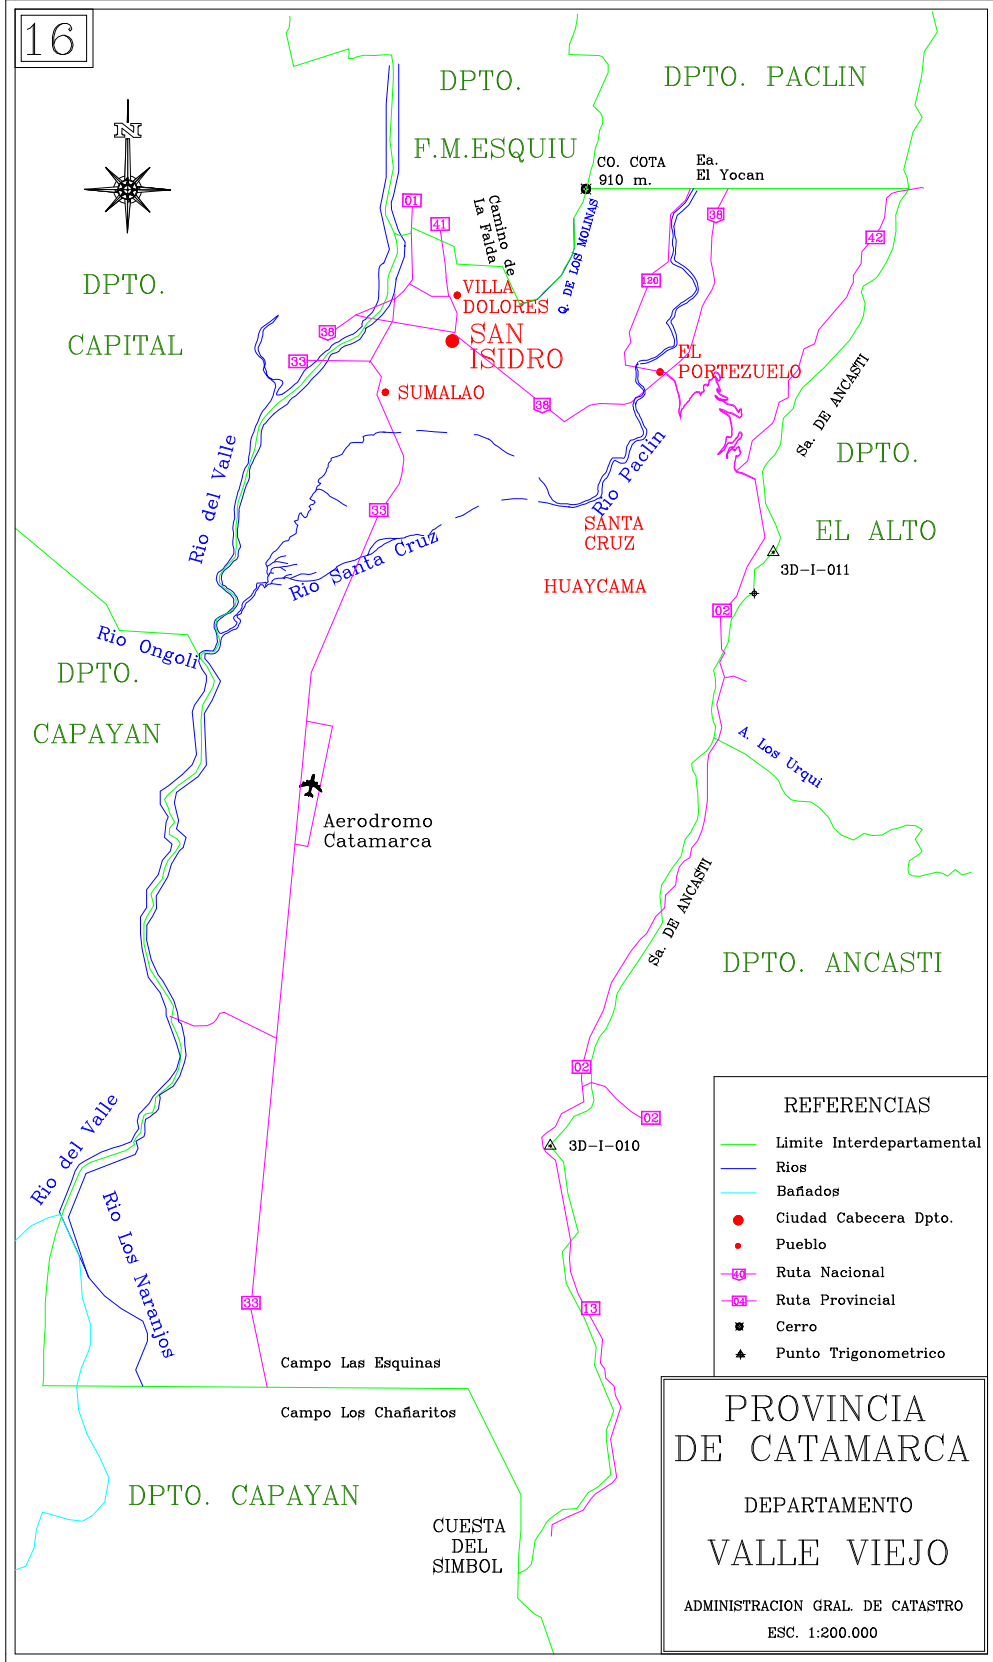 16
N
DPTO.
F.M.ESQUIU
DPTO. PACLIN
CO. COTA
910 m.
Ea.
El Yocan
01
41
Camino de
La Falda
Q. DE LOS MOLINAS
38
42
120
DPTO.
CAPITAL
VILLA
DOLORES
SAN
ISIDRO
38
33
SUMALAO
EL
PORTEZUELO
38
Sa. DE ANCASTI
DPTO.
EL ALTO
Rio del Valle
Rio Paclin
33
SANTA
CRUZ
Rio Santa Cruz
3D-I-011
HUAYCAMA
02
Rio Ongoli
DPTO.
CAPAYAN
A. Los Urqui
Aerodromo
Catamarca
Sa. DE ANCASTI
DPTO. ANCASTI
02
02
3D-I-010
Rio del Valle
Rio Los Naranjos
33
13
Campo Las Esquinas
Campo Los Chañaritos
DPTO. CAPAYAN
CUESTA
DEL
SIMBOL
REFERENCIAS
Limite Interdepartamental
Rios
Bañados
Ciudad Cabecera Dpto.
Pueblo
40 Ruta Nacional
04 Ruta Provincial
Cerro
Punto Trigonometrico
PROVINCIA
DE CATAMARCA
DEPARTAMENTO
VALLE VIEJO
ADMINISTRACION GRAL. DE CATASTRO
ESC. 1:200.000